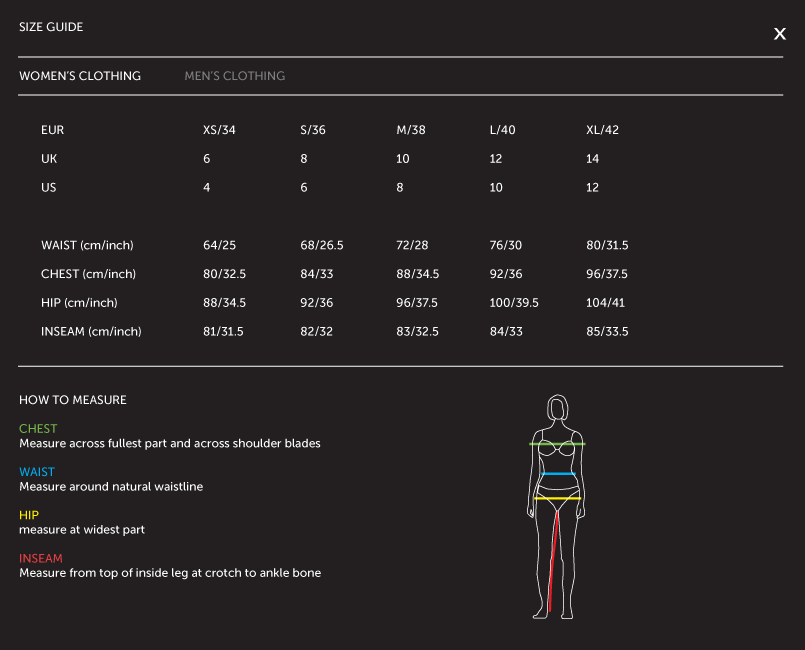 SIZE GUIDE
X
WOMEN'S CLOTHING MEN'S CLOTHING
EUR XS/34 S/36 M/38 L/40 XL/42
UK 6 8 10 12 14
US 4 6 8 10 12
WAIST (cm/inch) 64/25 68/26.5 72/28 76/30 80/31.5
CHEST (cm/inch) 80/32.5 84/33 88/34.5 92/36 96/37.5
HIP (cm/inch) 88/34.5 92/36 96/37.5 100/39.5 104/41
INSEAM (cm/inch) 81/31.5 82/32 83/32.5 84/33 85/33.5
HOW TO MEASURE
CHEST
Measure across fullest part and across shoulder blades
WAIST
Measure around natural waistline
HIP
measure at widest part
INSEAM
Measure from top of inside leg at crotch to ankle bone